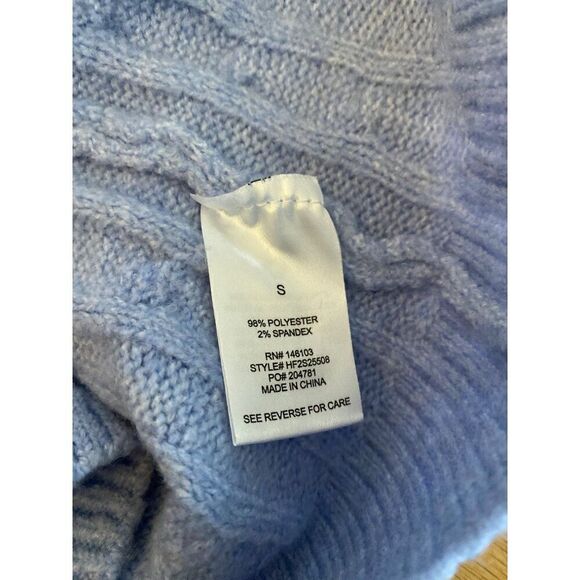 S
98% POLYESTER
2% SPANDEX
RN# 146103
STYLE# HF2S25508
PO# 204781
MADE IN CHINA
SEE REVERSE FOR CARE